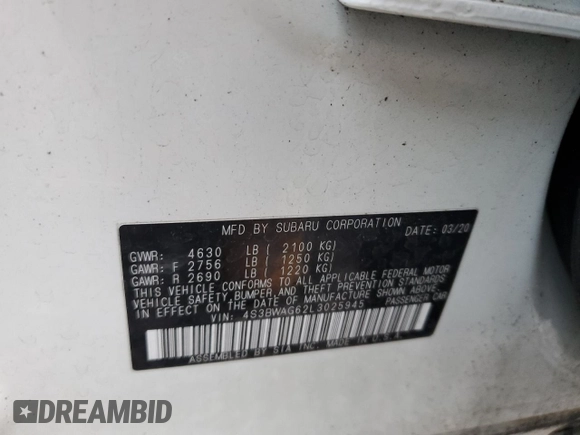 MFD BY SUBARU CORPORATION
DATE: 03/20
GVWR: 4630 LB ( 2100 KG)
GAWR: F 2756 LB ( 1250 KG)
GAWR: R 2690 LB ( 1220 KG)
THIS VEHICLE CONFORMS TO ALL APPLICABLE FEDERAL MOTOR
VEHICLE SAFETY, BUMPER, AND THEFT PREVENTION STANDARDS
IN EFFECT ON THE DATE OF MANUFACTURE SHOWN ABOVE.
VIN: 4S3BWAG62L3025945 PASSENGER CAR
ASSEMBLED BY SIA INC. MADE IN U.S.A.
DREAMBID